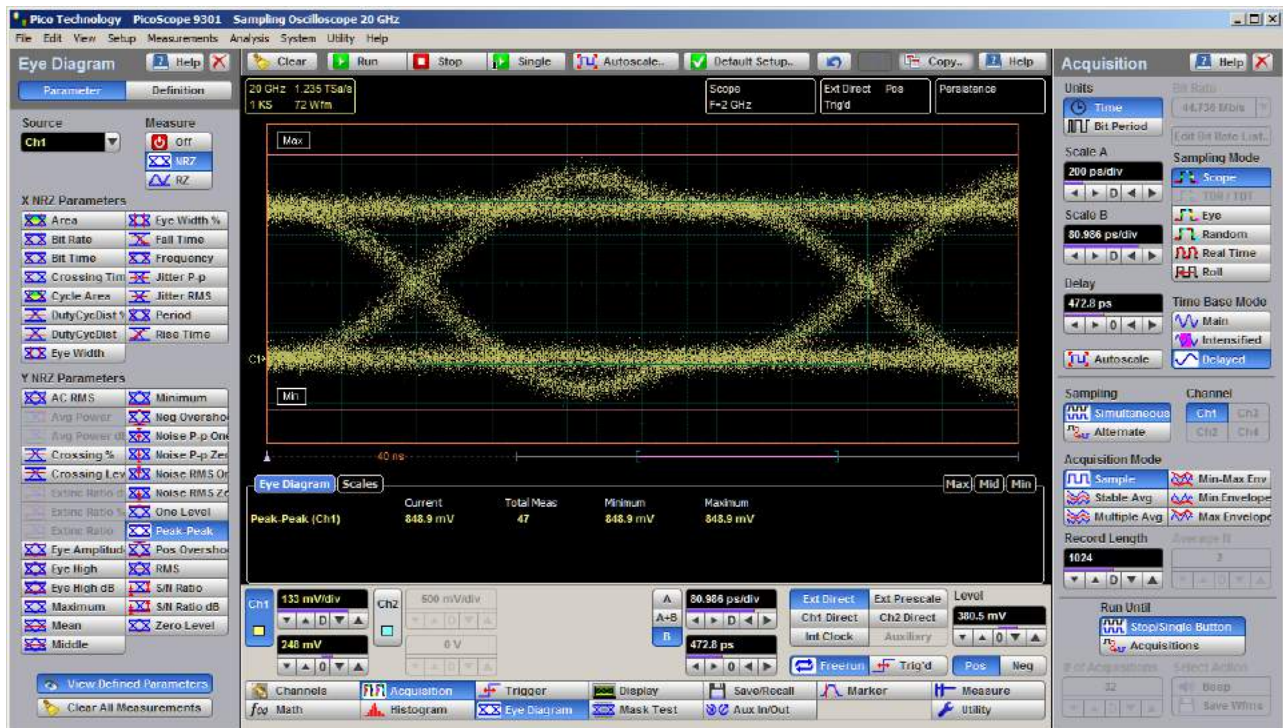 Pico Technology PicoScope 9301 Sampling Oscilloscope 20 GHz
File Edit View Setup Measurements Analysis System Utility Help
Eye Diagram Help
Parameter Definition
Source Measure
Ch1 Off
NRZ
RZ
X NRZ Parameters
Area Eye Width %
Bit Rate Fall Time
Bit Time Frequency
Crossing Tim Jitter P-p
Cycle Area Jitter RMS
DutyCycDist % Period
DutyCycDist Rise Time
Eye Width
Y NRZ Parameters
AC RMS Minimum
Avg Power Neg Oversho
Avg Power dB Noise P-p One
Crossing % Noise P-p Zer
Crossing Lev Noise RMS On
Extinc Ratio d Noise RMS Ze
Extinc Ratio % One Level
Extinc Ratio Peak-Peak
Eye Amplitud Pos Oversho
Eye High RMS
Eye High dB S/N Ratio
Maximum S/N Ratio dB
Mean Zero Level
Middle
View Defined Parameters
Clear All Measurements
Clear Run Stop Single Autoscale.. Default Setup.. Copy.. Help
20 GHz 1.235 TSa/s
1 KS 72 Wfm
Scope
F=2 GHz
Ext Direct Pos
Trig'd
Persistence
Max
C1
Min
40 ns
Eye Diagram Scales Max Mid Min
Current Total Meas Minimum Maximum
Peak-Peak (Ch1) 848.9 mV 47 848.9 mV 848.9 mV
Ch1 133 mV/div Ch2 500 mV/div
D
248 mV 0 V
0
A 80.986 ps/div
A+B D
B 472.8 ps
0
Ext Direct Ext Prescale Level
Ch1 Direct Ch2 Direct 380.5 mV
Int Clock Auxiliary 0
Freerun Trig'd Pos Neg
Channels Acquisition Trigger Display Save/Recall Marker Measure
f(x) Math Histogram Eye Diagram Mask Test Aux In/Out Utility
Acquisition Help
Units Bit Rate
Time 44.736 Mb/s
Bit Period Edit Bit Rate List..
Scale A Sampling Mode
200 ps/div Scope
D TDR / TDT
Scale B Eye
80.986 ps/div Random
D Real Time
Roll
Delay
472.8 ps Time Base Mode
0 Main
Intensified
Autoscale Delayed
Sampling Channel
Simultaneous Ch1 Ch3
Alternate Ch2 Ch4
Acquisition Mode
Sample Min-Max Env
Stable Avg Min Envelope
Multiple Avg Max Envelope
Record Length Average N
1024 2
D
Run Until
Stop/Single Button
Acquisitions
# of Acquisitions Select Action
32 Beep
Save Wfms